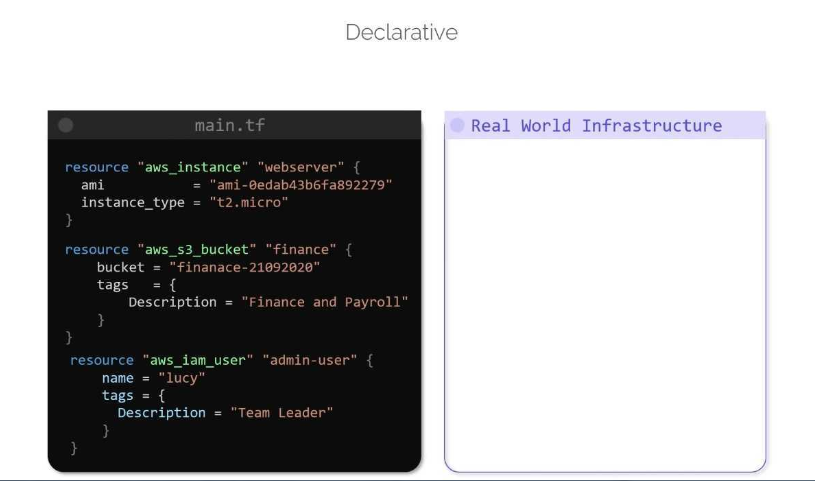 Declarative
main.tf
resource "aws_instance" "webserver" {
ami = "ami-0edab43b6fa892279"
instance_type = "t2.micro"
}
resource "aws_s3_bucket" "finance" {
bucket = "finanace-21092020"
tags = {
Description = "Finance and Payroll"
}
}
resource "aws_iam_user" "admin-user" {
name = "lucy"
tags = {
Description = "Team Leader"
}
}
Real World Infrastructure